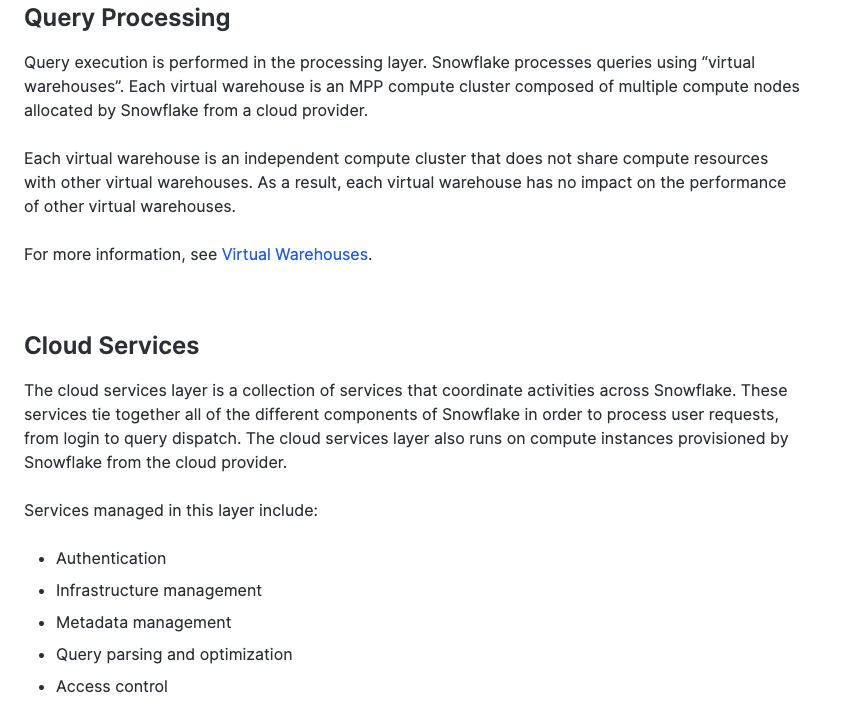 Query Processing
Query execution is performed in the processing layer. Snowflake processes queries using “virtual
warehouses”. Each virtual warehouse is an MPP compute cluster composed of multiple compute nodes
allocated by Snowflake from a cloud provider.
Each virtual warehouse is an independent compute cluster that does not share compute resources
with other virtual warehouses. As a result, each virtual warehouse has no impact on the performance
of other virtual warehouses.
For more information, see Virtual Warehouses.
Cloud Services
The cloud services layer is a collection of services that coordinate activities across Snowflake. These
services tie together all of the different components of Snowflake in order to process user requests,
from login to query dispatch. The cloud services layer also runs on compute instances provisioned by
Snowflake from the cloud provider.
Services managed in this layer include:
• Authentication
• Infrastructure management
• Metadata management
• Query parsing and optimization
• Access control